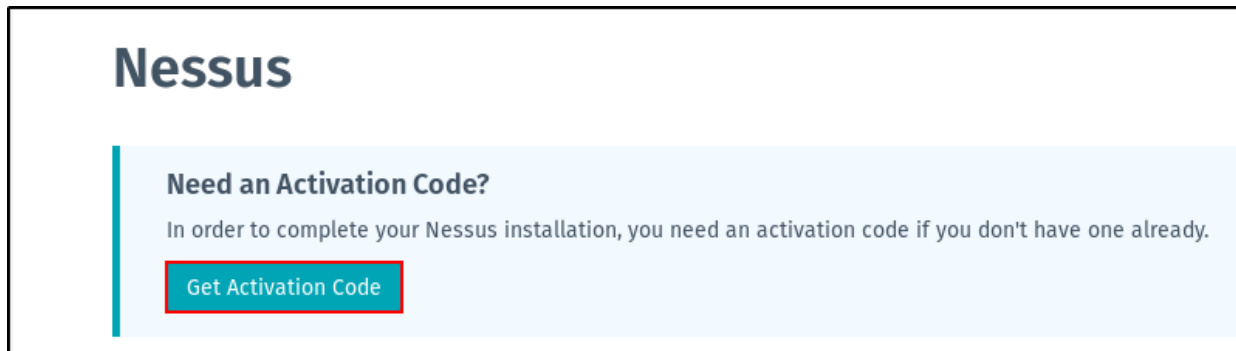 Nessus
Need an Activation Code?
In order to complete your Nessus installation, you need an activation code if you don't have one already.
Get Activation Code